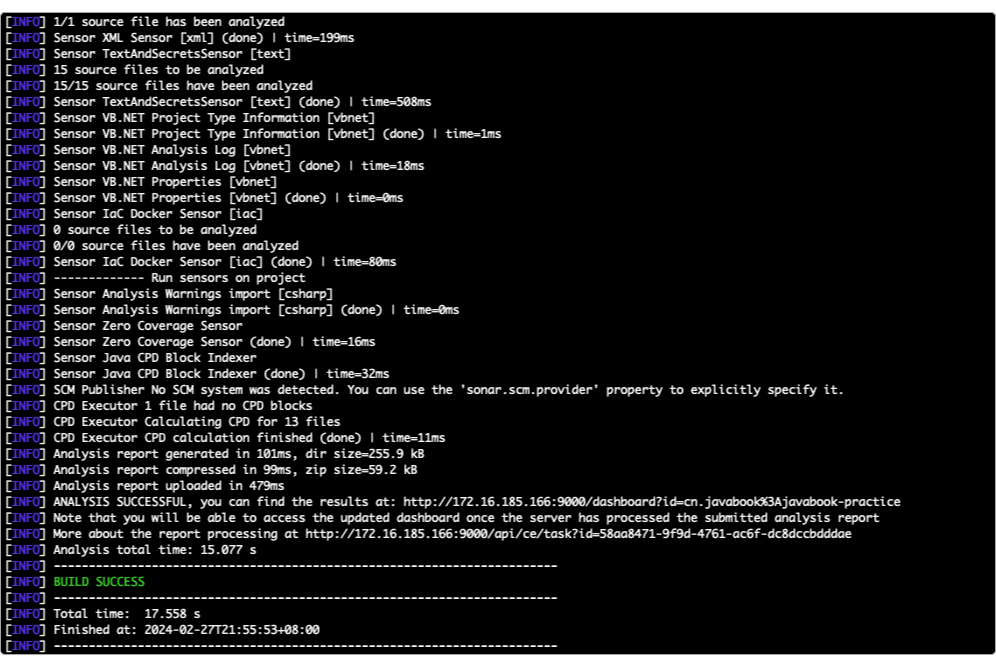 [INFO] 1/1 source file has been analyzed
[INFO] Sensor XML Sensor [xml] (done) | time=199ms
[INFO] Sensor TextAndSecretsSensor [text]
[INFO] 15 source files to be analyzed
[INFO] 15/15 source files have been analyzed
[INFO] Sensor TextAndSecretsSensor [text] (done) | time=508ms
[INFO] Sensor VB.NET Project Type Information [vbnet]
[INFO] Sensor VB.NET Project Type Information [vbnet] (done) | time=1ms
[INFO] Sensor VB.NET Analysis Log [vbnet]
[INFO] Sensor VB.NET Analysis Log [vbnet] (done) | time=18ms
[INFO] Sensor VB.NET Properties [vbnet]
[INFO] Sensor VB.NET Properties [vbnet] (done) | time=0ms
[INFO] Sensor IaC Docker Sensor [iac]
[INFO] 0 source files to be analyzed
[INFO] 0/0 source files have been analyzed
[INFO] Sensor IaC Docker Sensor [iac] (done) | time=80ms
[INFO] ------------- Run sensors on project
[INFO] Sensor Analysis Warnings import [csharp]
[INFO] Sensor Analysis Warnings import [csharp] (done) | time=0ms
[INFO] Sensor Zero Coverage Sensor
[INFO] Sensor Zero Coverage Sensor (done) | time=16ms
[INFO] Sensor Java CPD Block Indexer
[INFO] Sensor Java CPD Block Indexer (done) | time=32ms
[INFO] SCM Publisher No SCM system was detected. You can use the 'sonar.scm.provider' property to explicitly specify it.
[INFO] CPD Executor 1 file had no CPD blocks
[INFO] CPD Executor Calculating CPD for 13 files
[INFO] CPD Executor CPD calculation finished (done) | time=11ms
[INFO] Analysis report generated in 101ms, dir size=255.9 kB
[INFO] Analysis report compressed in 99ms, zip size=59.2 kB
[INFO] Analysis report uploaded in 479ms
[INFO] ANALYSIS SUCCESSFUL, you can find the results at: http://172.16.185.166:9000/dashboard?id=cn.javabook%3Ajavabook-practice
[INFO] Note that you will be able to access the updated dashboard once the server has processed the submitted analysis report
[INFO] More about the report processing at http://172.16.185.166:9000/api/ce/task?id=58aa8471-9f9d-4761-ac6f-dc8dccbdddae
[INFO] Analysis total time: 15.077 s
[INFO] ------------------------------------------------------------------------
[INFO] BUILD SUCCESS
[INFO] ------------------------------------------------------------------------
[INFO] Total time:  17.558 s
[INFO] Finished at: 2024-02-27T21:55:53+08:00
[INFO] ------------------------------------------------------------------------